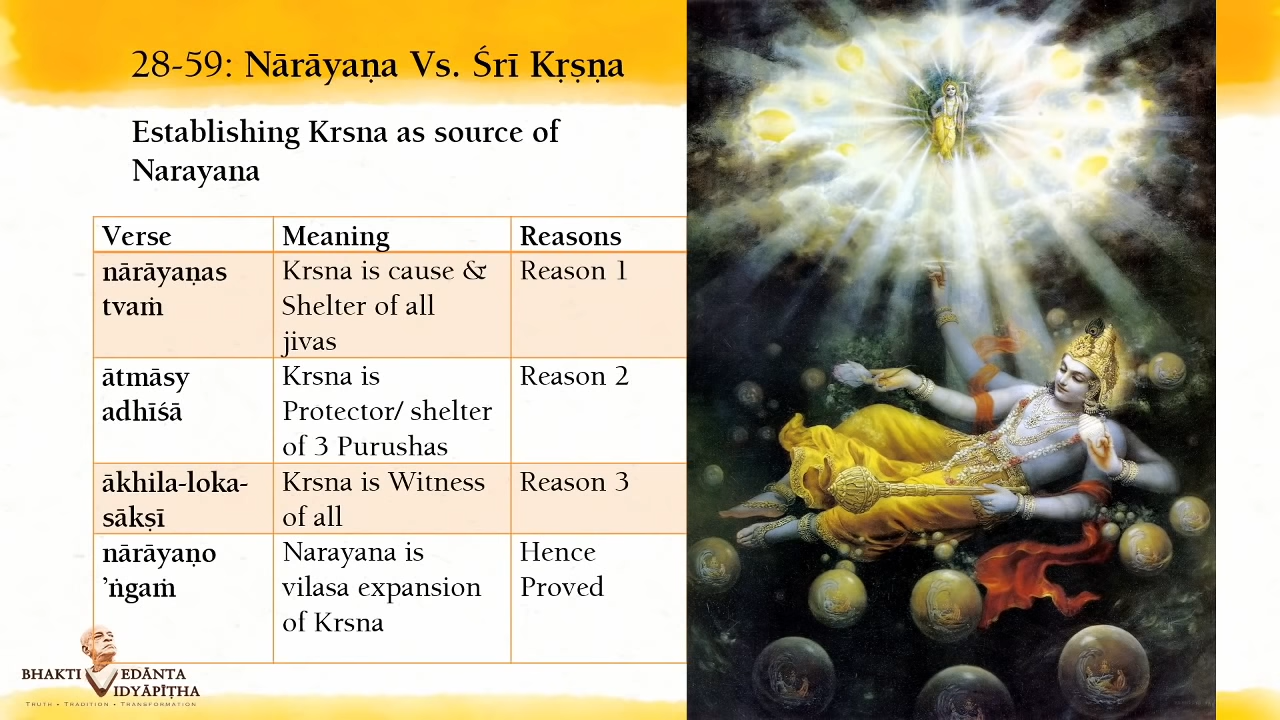 28-59: Nārāyaṇa Vs. Śrī Kṛṣṇa
Establishing Krsna as source of
Narayana
Verse Meaning Reasons
nārāyaṇas
tvaṁ
Krsna is cause &
Shelter of all
jivas
Reason 1
ātmāsy
adhīśā
Krsna is
Protector/ shelter
of 3 Purushas
Reason 2
ākhila-loka-
sākṣī
Krsna is Witness
of all
Reason 3
nārāyaṇo
’ṅgaṁ
Narayana is
vilasa expansion
of Krsna
Hence
Proved
BHAKTI VEDĀNTA
VIDYĀPĪṬHA
TRUTH • TRADITION • TRANSFORMATION